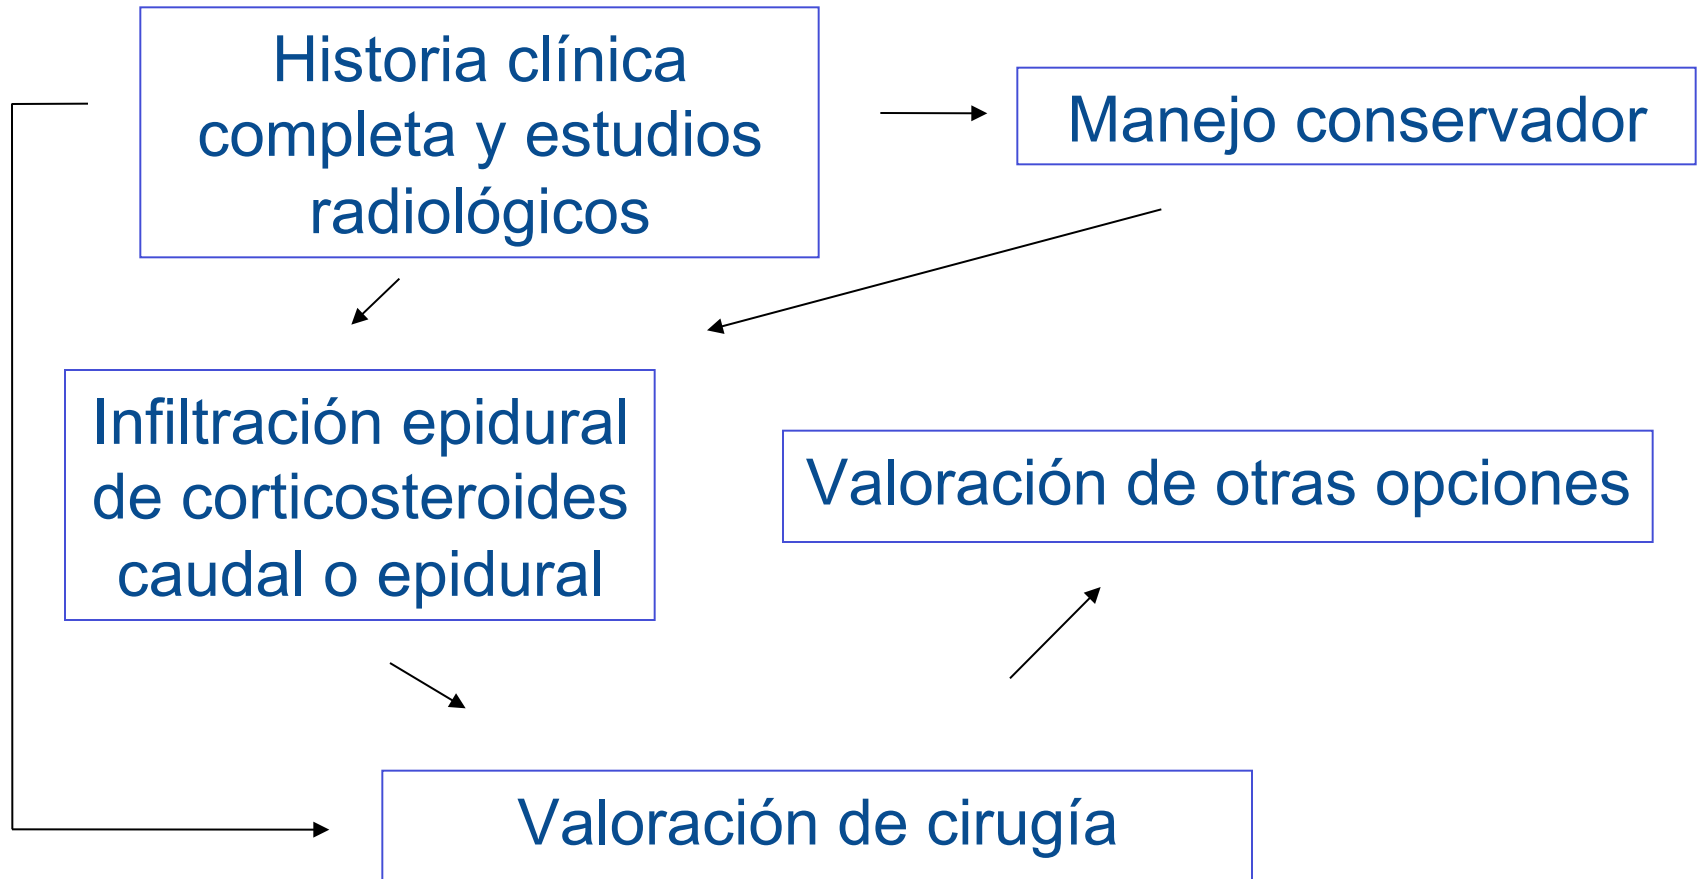 Historia clínica
completa y estudios
radiológicos
Manejo conservador
Infiltración epidural
de corticosteroides
caudal o epidural
Valoración de otras opciones
Valoración de cirugía